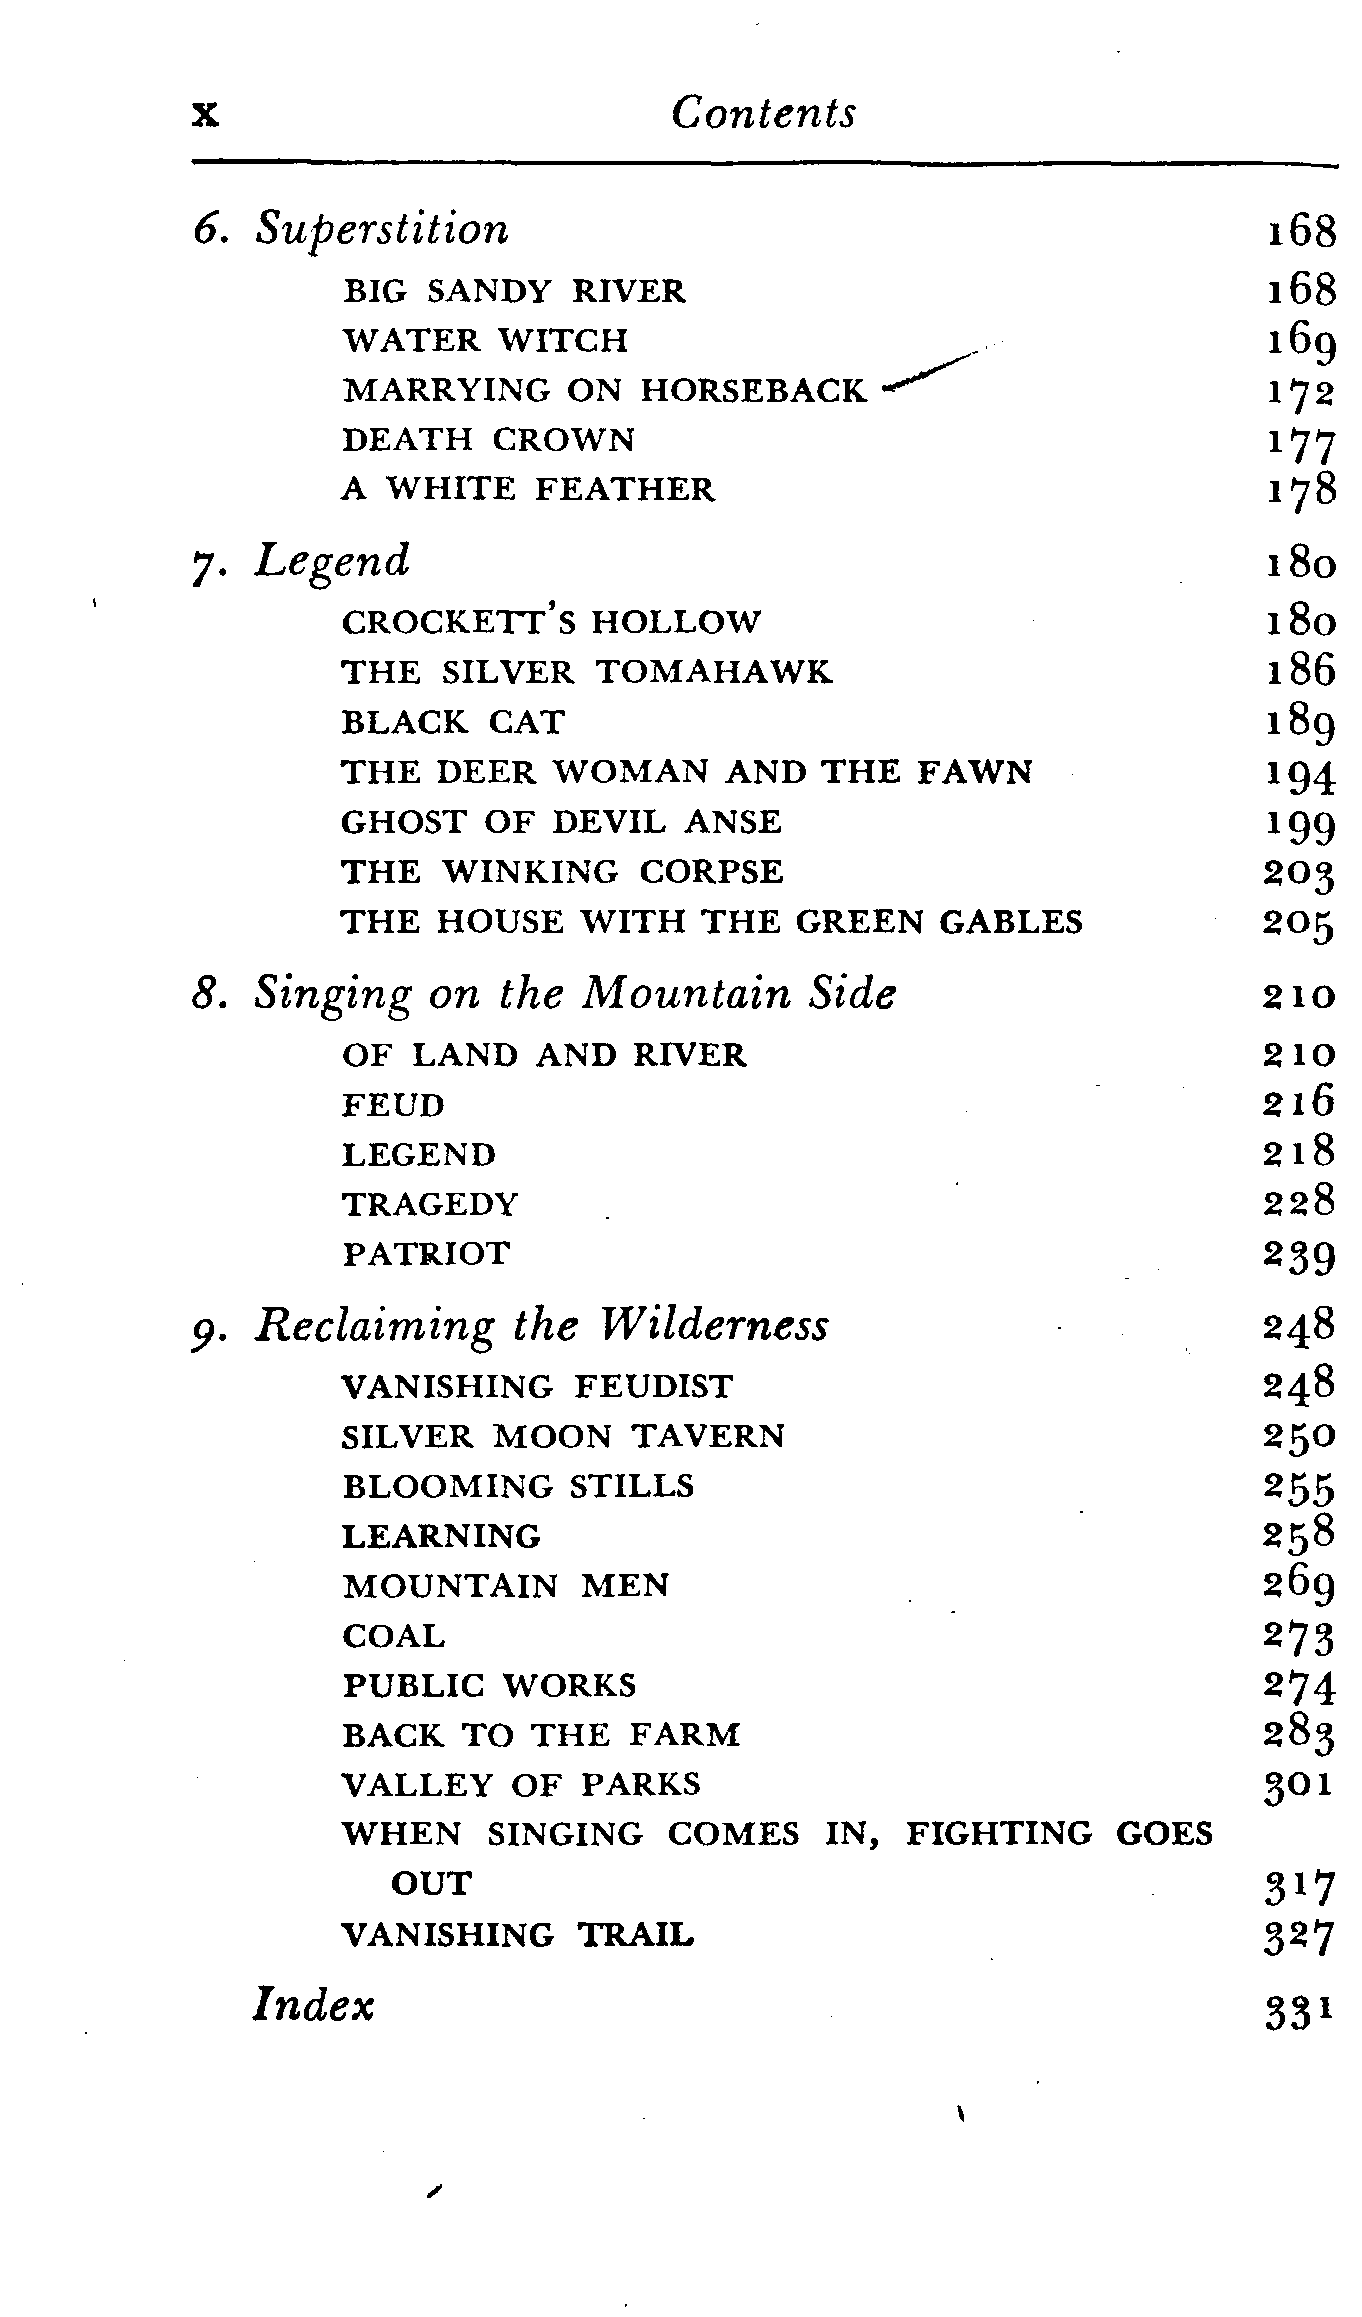 x Contents
6. Superstition 168
BIG SANDY RIVER 168
WATER WITCH 169
MARRYING ON HORSEBACK 172
DEATH CROWN 177
A WHITE FEATHER 178
7. Legend 180
CROCKETT'S HOLLOW 180
THE SILVER TOMAHAWK 186
BLACK CAT 189
THE DEER WOMAN AND THE FAWN 194
GHOST OF DEVIL ANSE 199
THE WINKING CORPSE 203
THE HOUSE WITH THE GREEN GABLES 205
8. Singing on the Mountain Side 210
OF LAND AND RIVER 210
FEUD 216
LEGEND 218
TRAGEDY 228
PATRIOT 239
9. Reclaiming the Wilderness 248
VANISHING FEUDIST 248
SILVER MOON TAVERN 250
BLOOMING STILLS 255
LEARNING 258
MOUNTAIN MEN 269
COAL 273
PUBLIC WORKS 274
BACK TO THE FARM 283
VALLEY OF PARKS 301
WHEN SINGING COMES IN, FIGHTING GOES
OUT 317
VANISHING TRAIL 327
Index 331